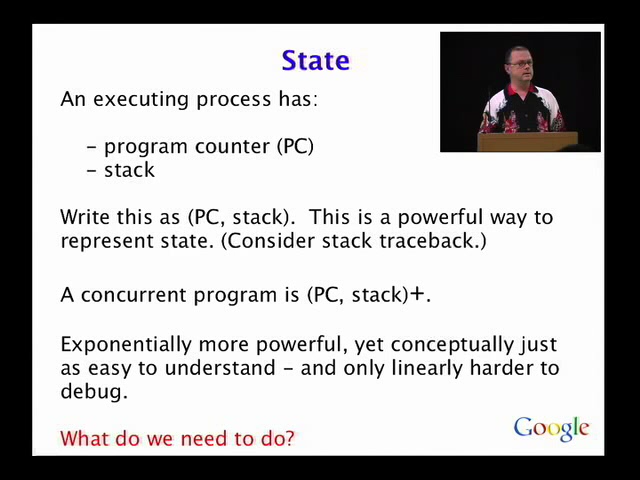 State
An executing process has:
– program counter (PC)
– stack
Write this as (PC, stack).  This is a powerful way to
represent state. (Consider stack traceback.)
A concurrent program is (PC, stack)+.
Exponentially more powerful, yet conceptually just
as easy to understand – and only linearly harder to
debug.
What do we need to do?
Google